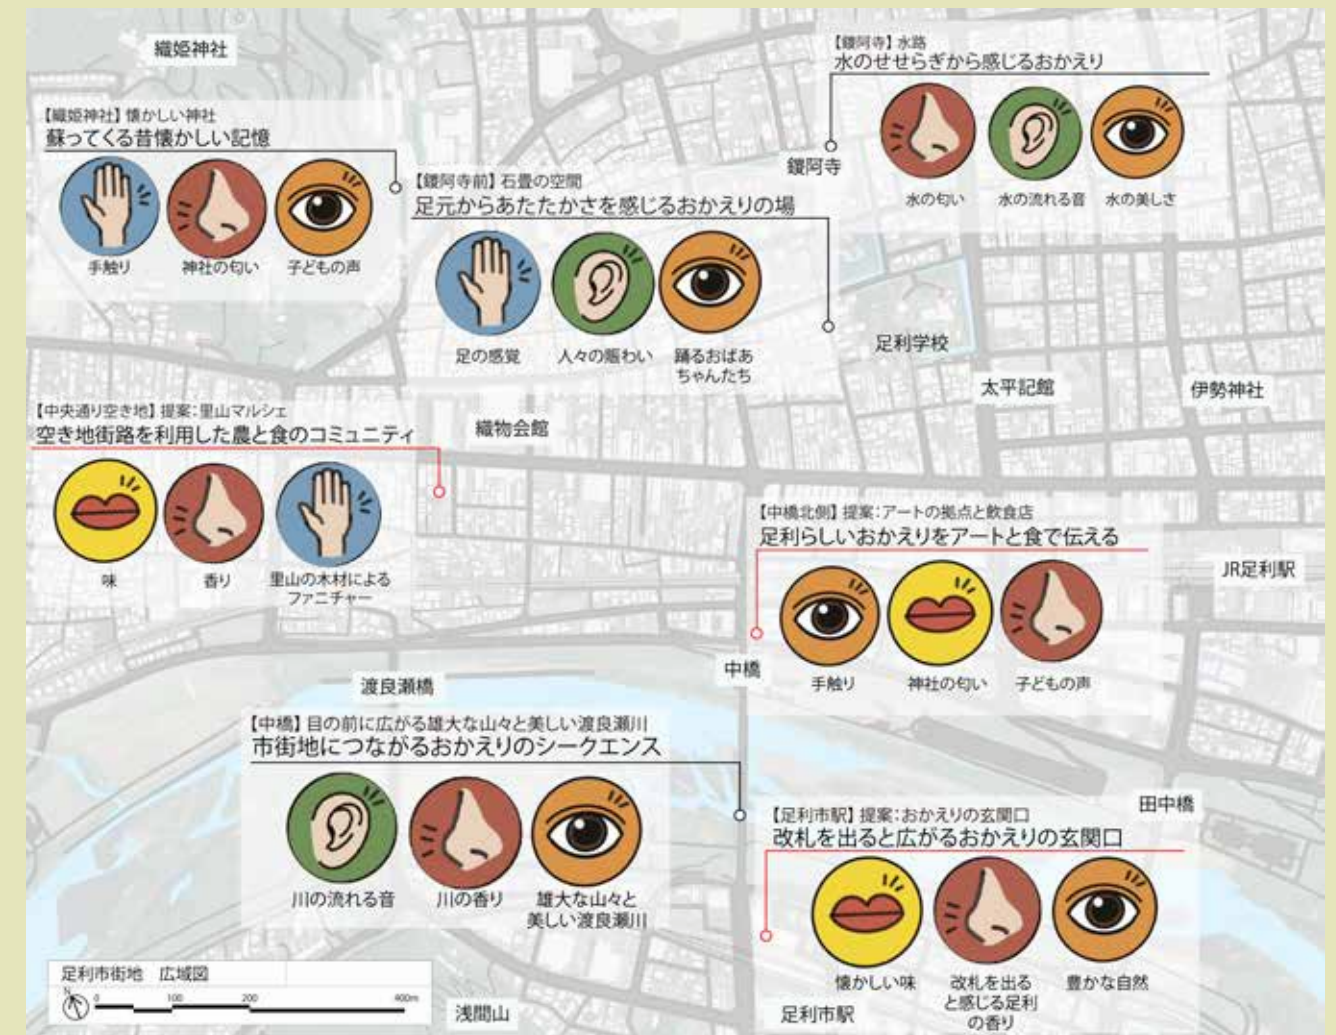 織姫神社
【織姫神社】懐かしい神社
蘇ってくる昔懐かしい記憶
手触り
神社の匂い
子どもの声
【鑁阿寺】水路
水のせせらぎから感じるおかえり
水の匂い
水の流れる音
水の美しさ
鑁阿寺
【鑁阿寺前】石畳の空間
足元からあたたかさを感じるおかえりの場
足の感覚
人々の賑わい
踊るおばあ
ちゃんたち
足利学校
太平記館
伊勢神社
【中央通り空き地】提案：里山マルシェ
空き地街路を利用した農と食のコミュニティ
味
香り
里山の木材による
ファニチャー
織物会館
【中橋北側】提案：アートの拠点と飲食店
足利らしいおかえりをアートと食で伝える
手触り
神社の匂い
子どもの声
JR足利駅
中橋
渡良瀬橋
【中橋】目の前に広がる雄大な山々と美しい渡良瀬川
市街地につながるおかえりのシークエンス
川の流れる音
川の香り
雄大な山々と
美しい渡良瀬川
田中橋
【足利市駅】提案：おかえりの玄関口
改札を出ると広がるおかえりの玄関口
懐かしい味
改札を出る
と感じる足利
の香り
豊かな自然
足利市駅
浅間山
足利市街地　広域図
N
0 100 200 400m